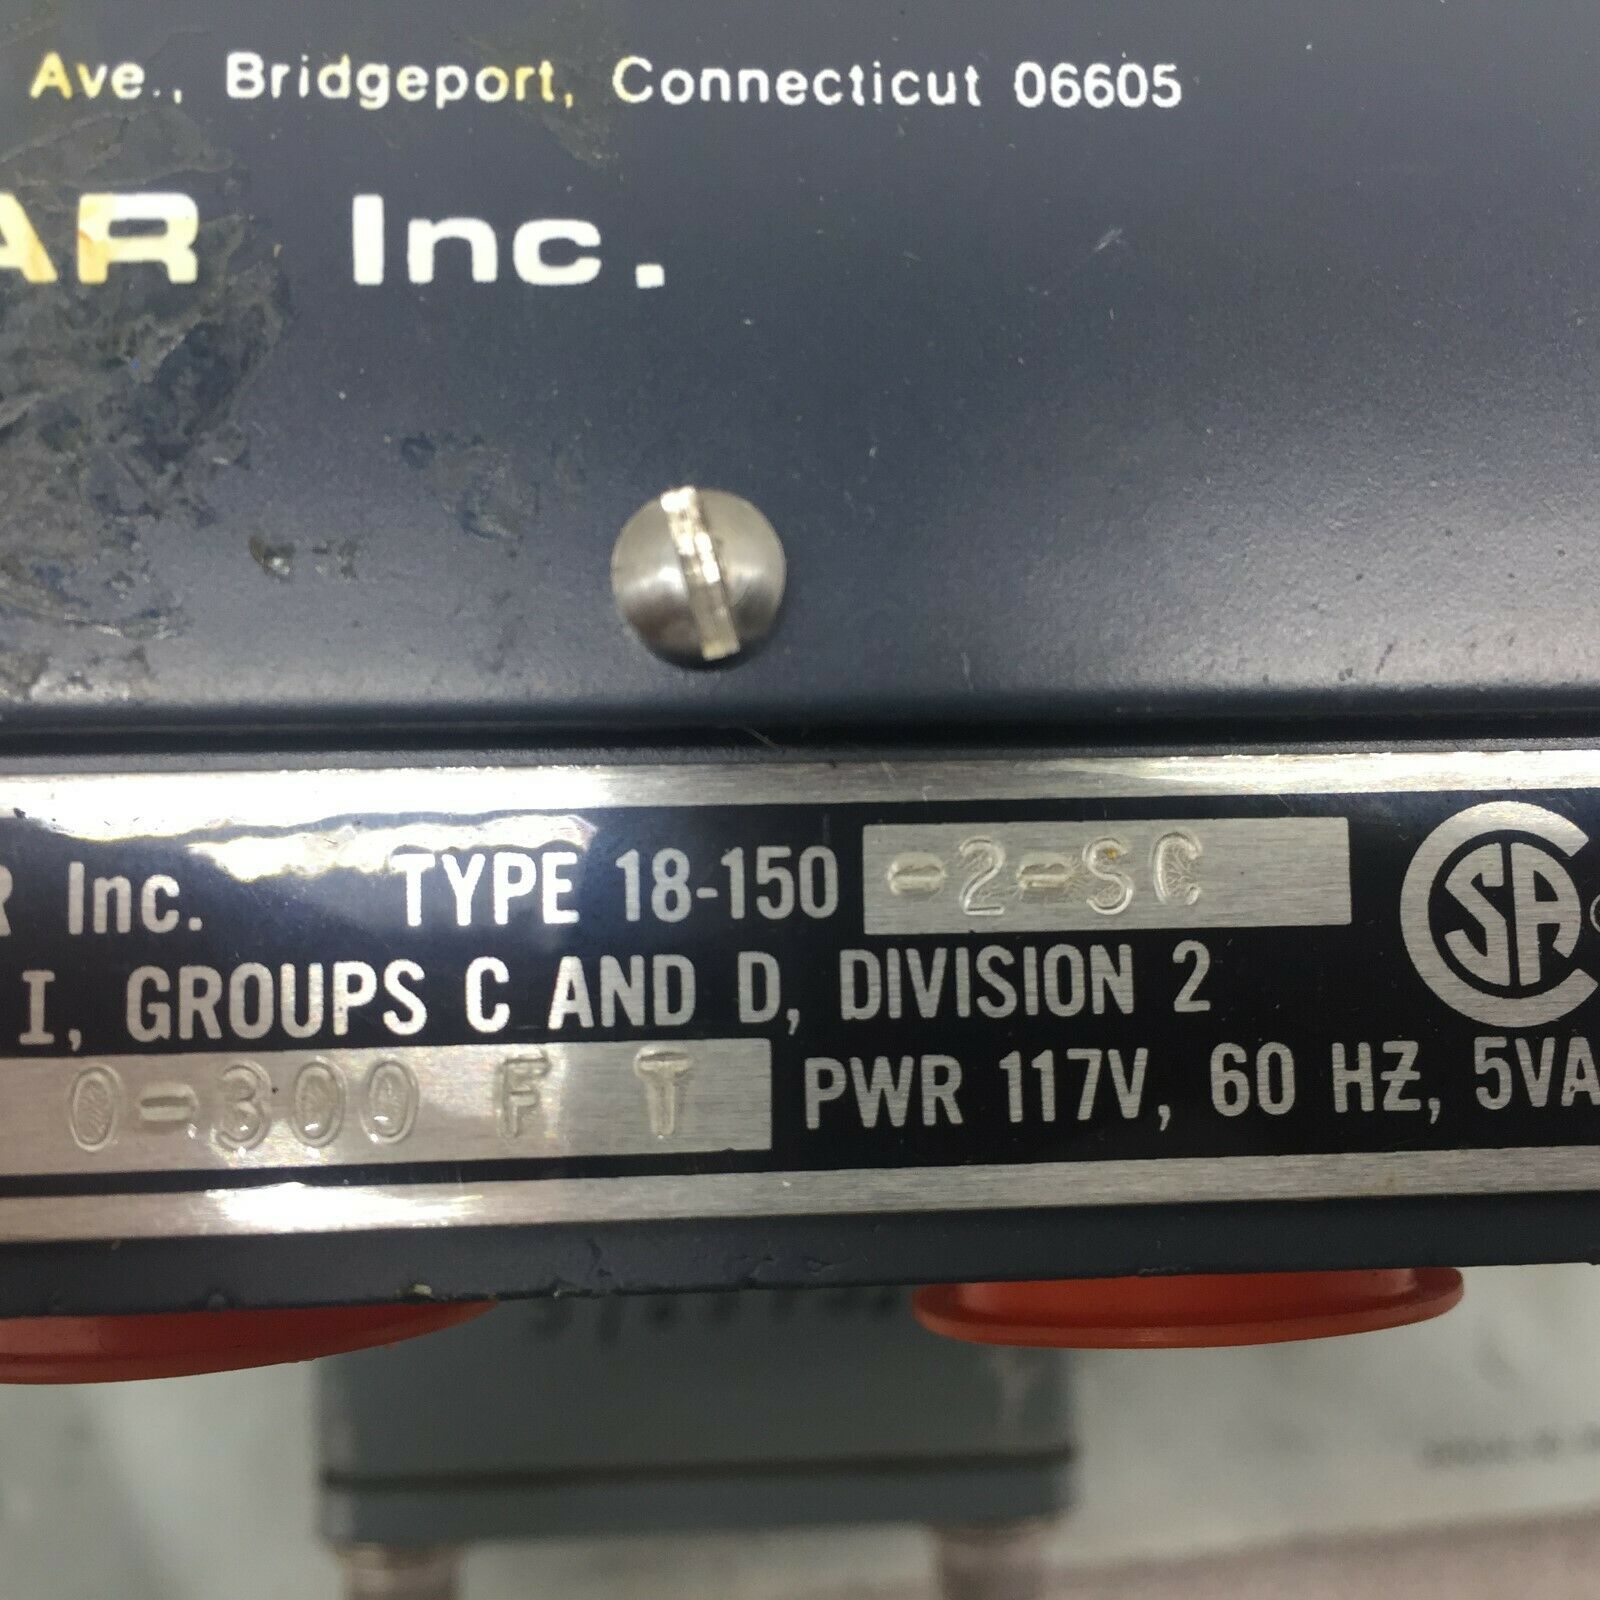 Ave., Bridgeport, Connecticut 06605
AR Inc.
R Inc. TYPE 18-150 -2-SC
I, GROUPS C AND D, DIVISION 2
0-300 F T PWR 117V, 60 HZ, 5VA
CSA